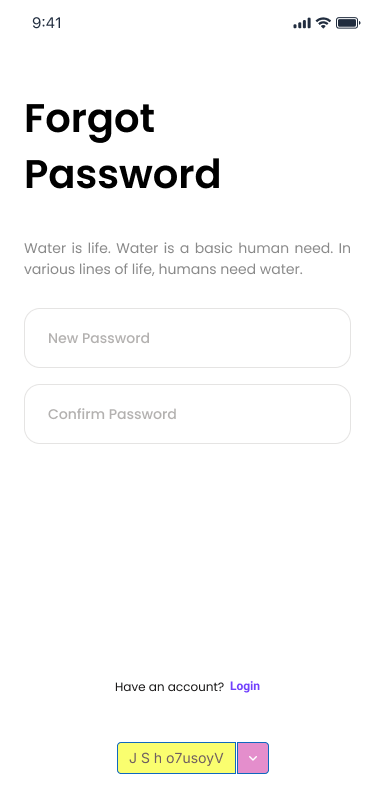 9:41
Forgot
Password
Water is life. Water is a basic human need. In
various lines of life, humans need water.
New Password
Confirm Password
Have an account? Login
J S h o7usoyV